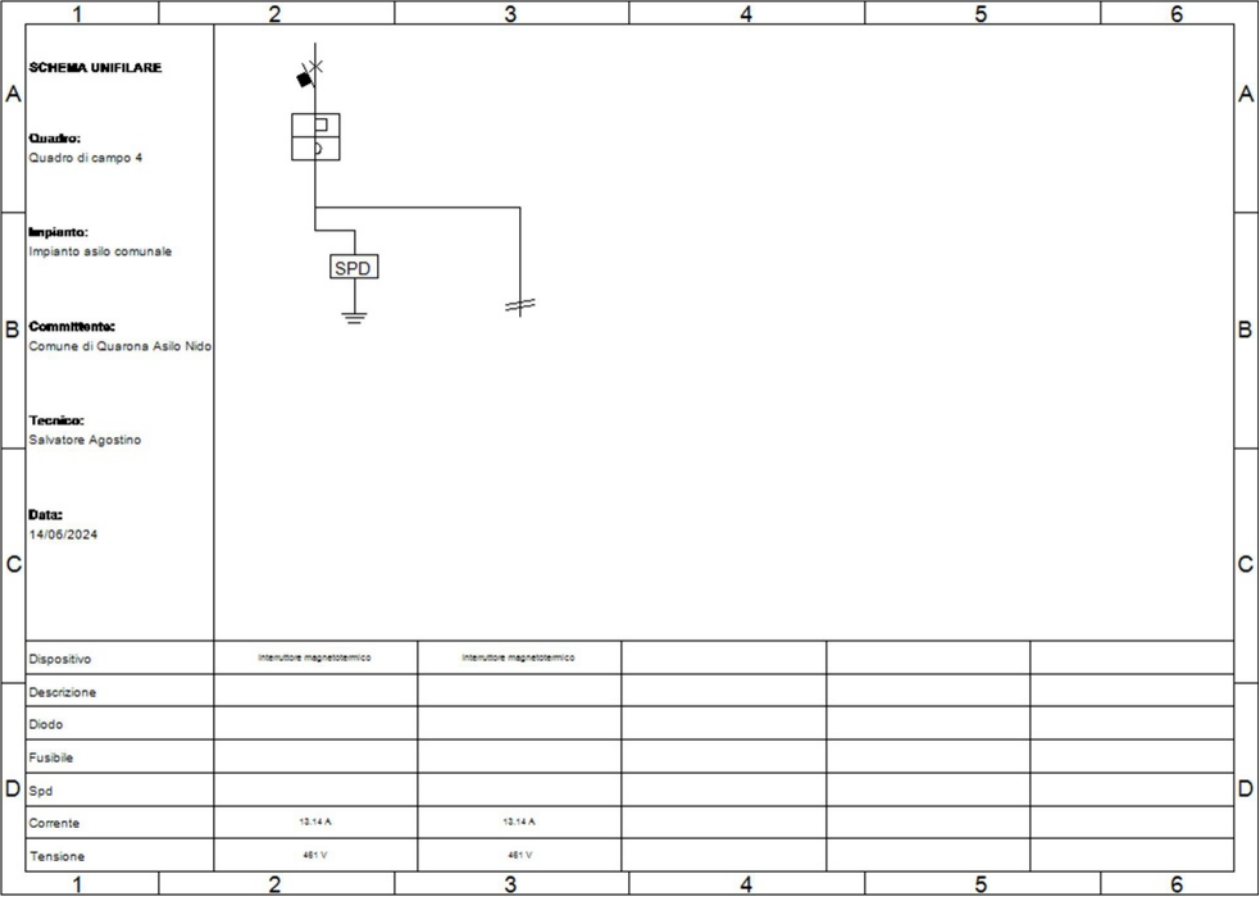 1 2 3 4 5 6
A A
SCHEMA UNIFILARE
Quadro:
Quadro di campo 4
Impianto:
Impianto asilo comunale
SPD
B B
Committente:
Comune di Quarona Asilo Nido
Tecnico:
Salvatore Agostino
Data:
14/06/2024
C C
Dispositivo Interruttore magnetotermico Interruttore magnetotermico
Descrizione
Diodo
Fusibile
D D
Spd
Corrente 13.14 A 13.14 A
Tensione 461 V 461 V
1 2 3 4 5 6